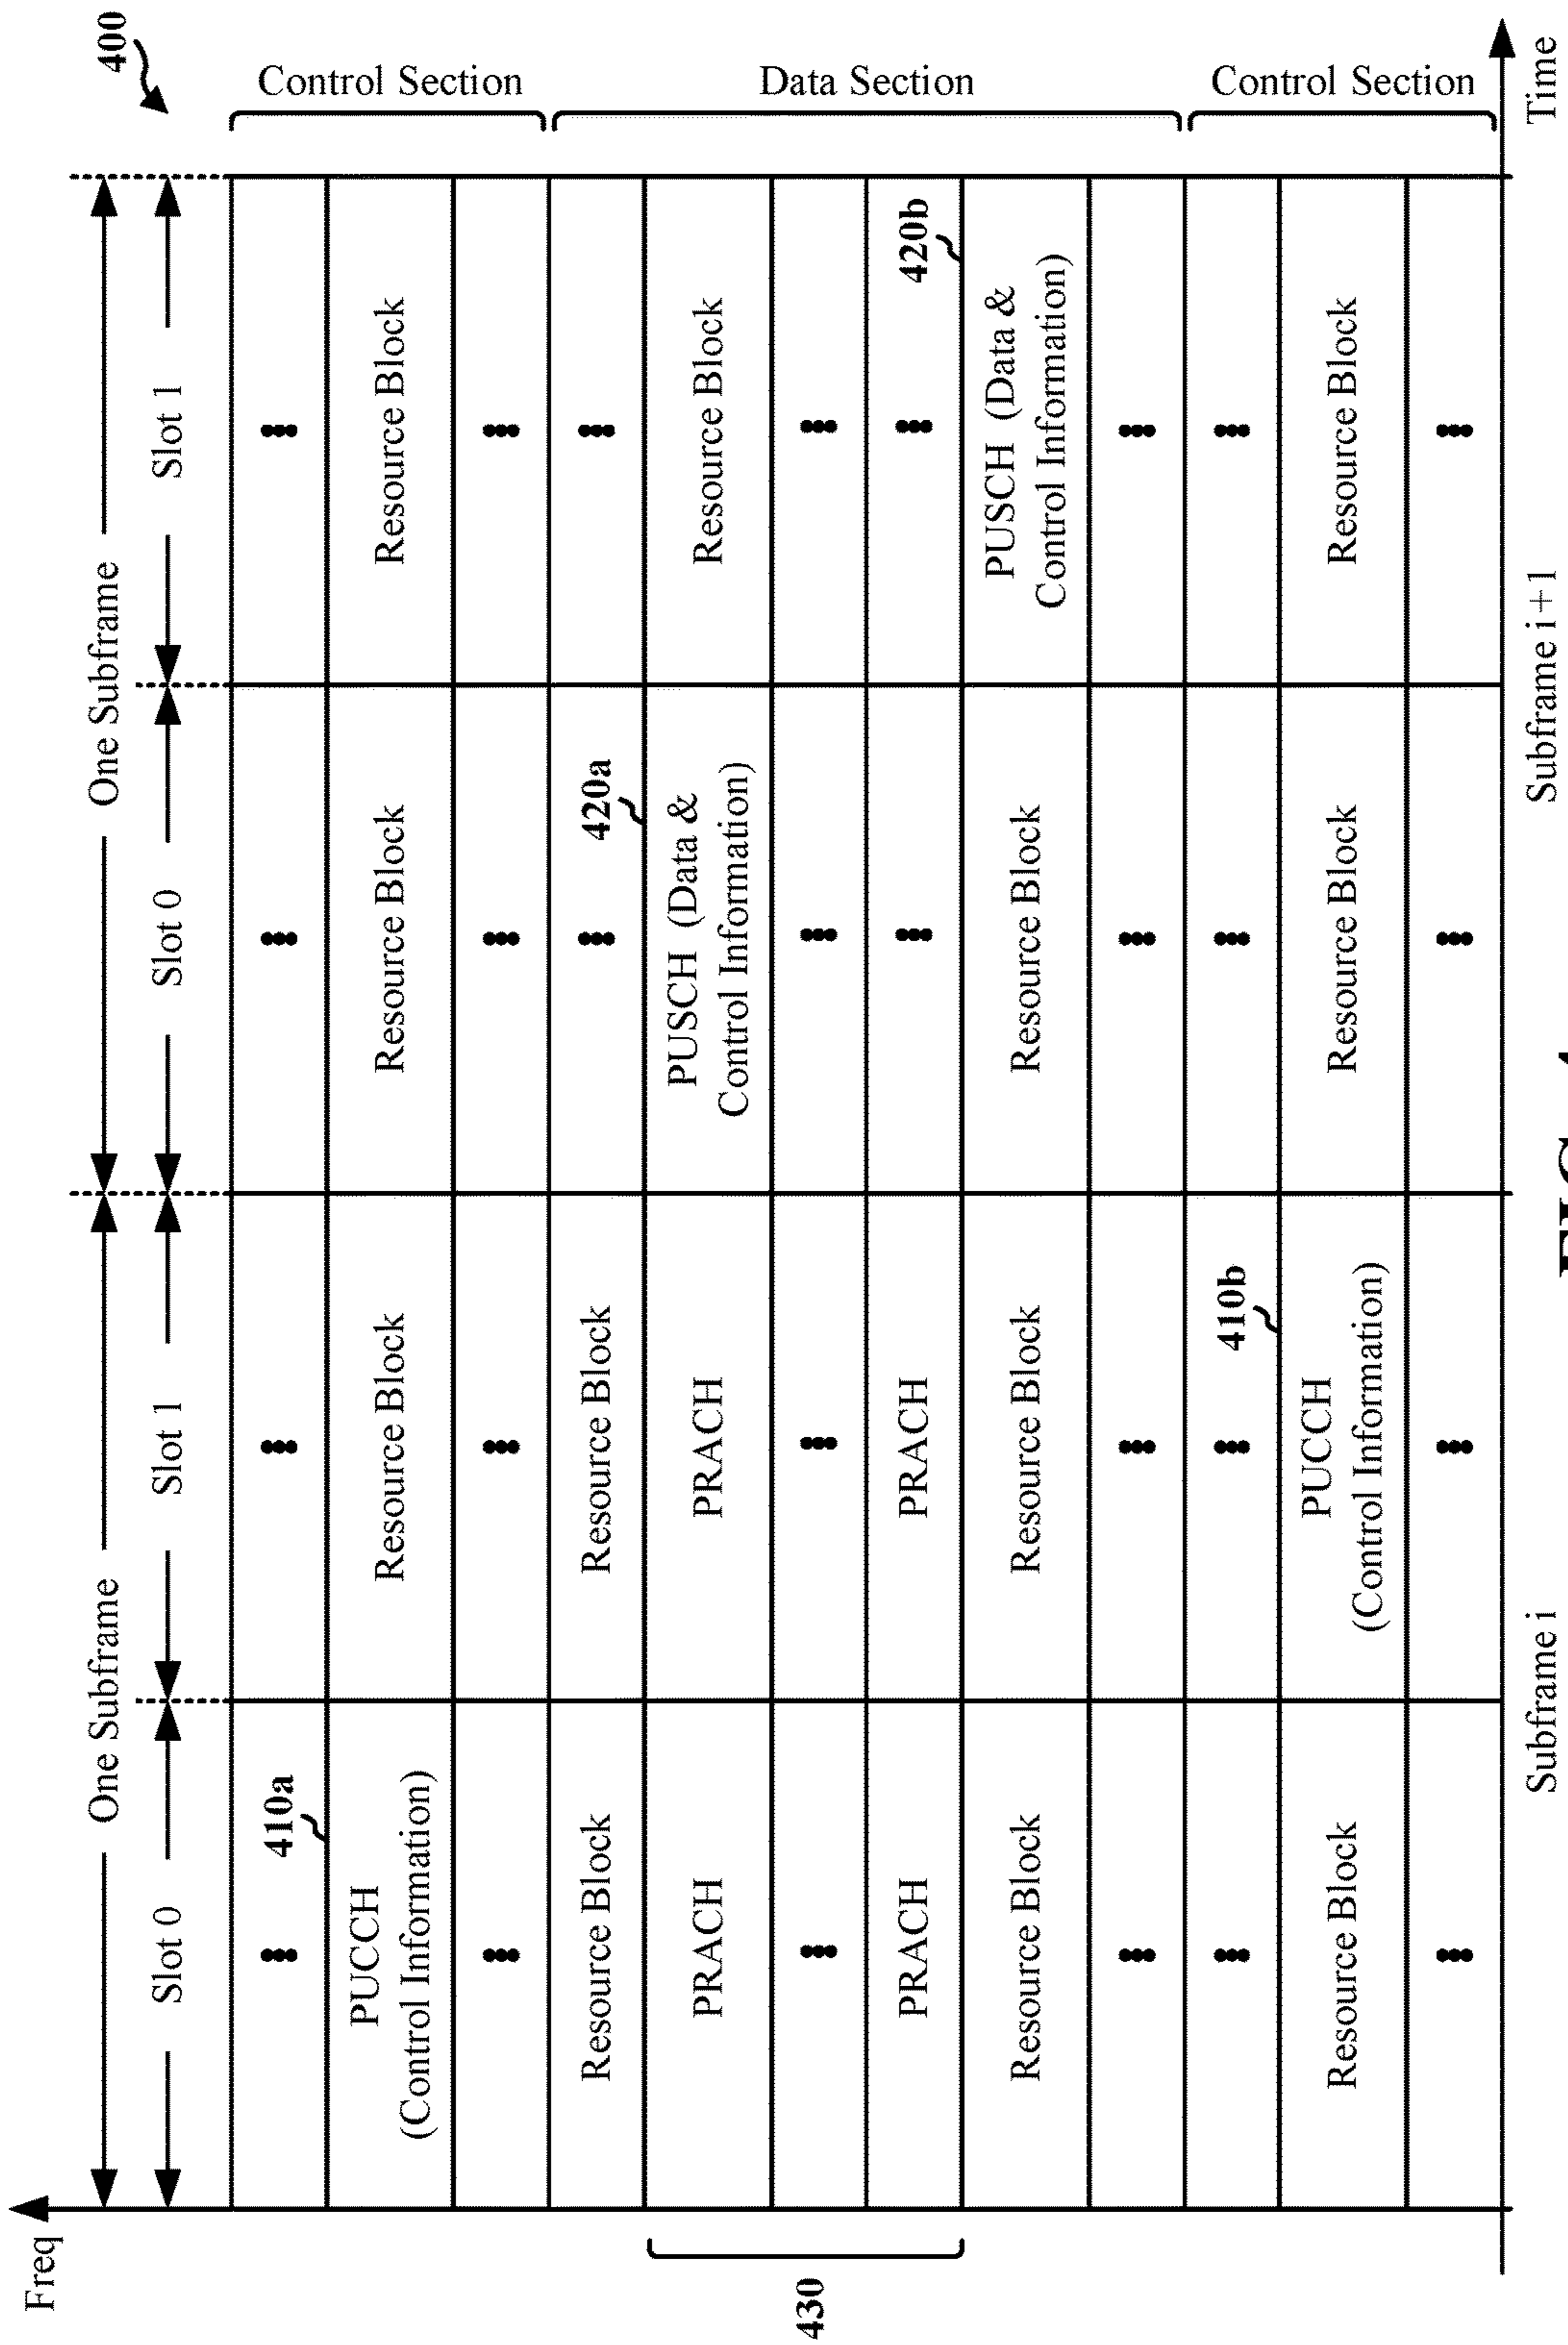 Freq
One Subframe
One Subframe
400
Slot 0
Slot 1
Slot 0
Slot 1
410a
PUCCH
(Control Information)
Resource Block
Resource Block
Resource Block
Control Section
Resource Block
Resource Block
420a
PRACH
PRACH
PUSCH (Data &
Control Information)
Resource Block
430
Data Section
PRACH
PRACH
420b
Resource Block
Resource Block
Resource Block
PUSCH (Data &
Control Information)
410b
Resource Block
PUCCH
(Control Information)
Resource Block
Resource Block
Control Section
Subframe i
Subframe i+1
Time